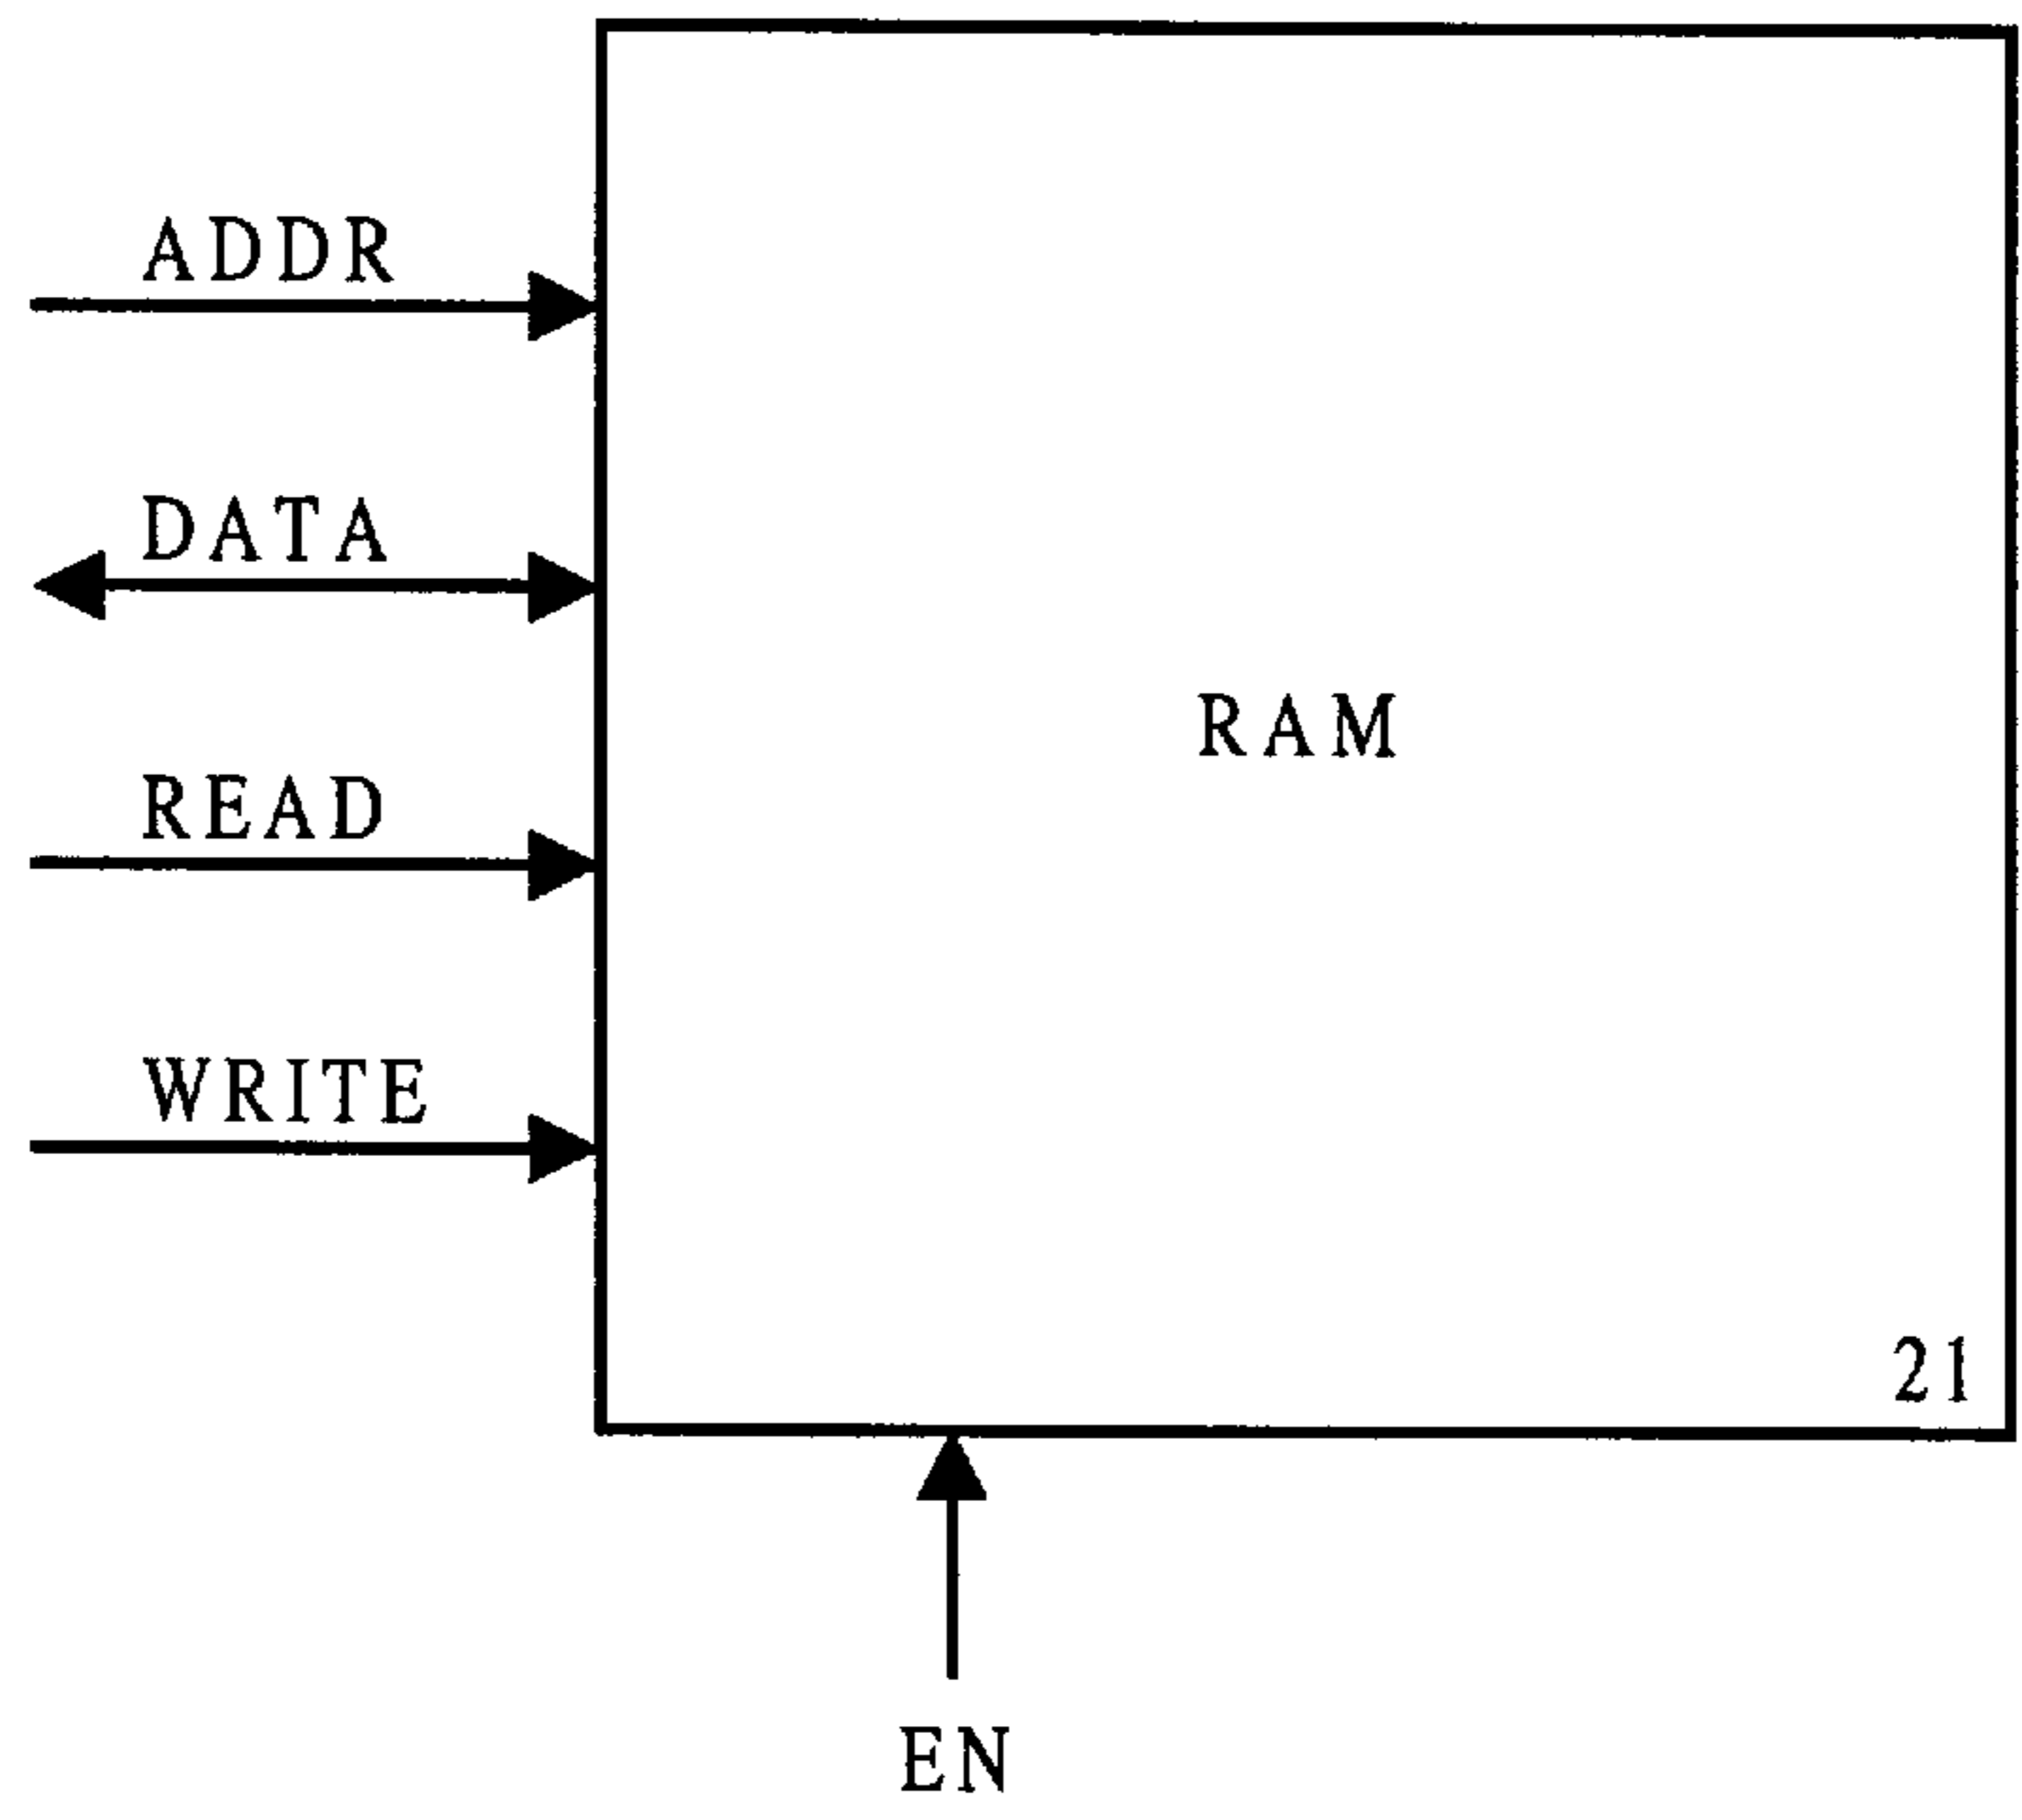 ADDR
DATA
RAM
READ
WRITE
21
EN